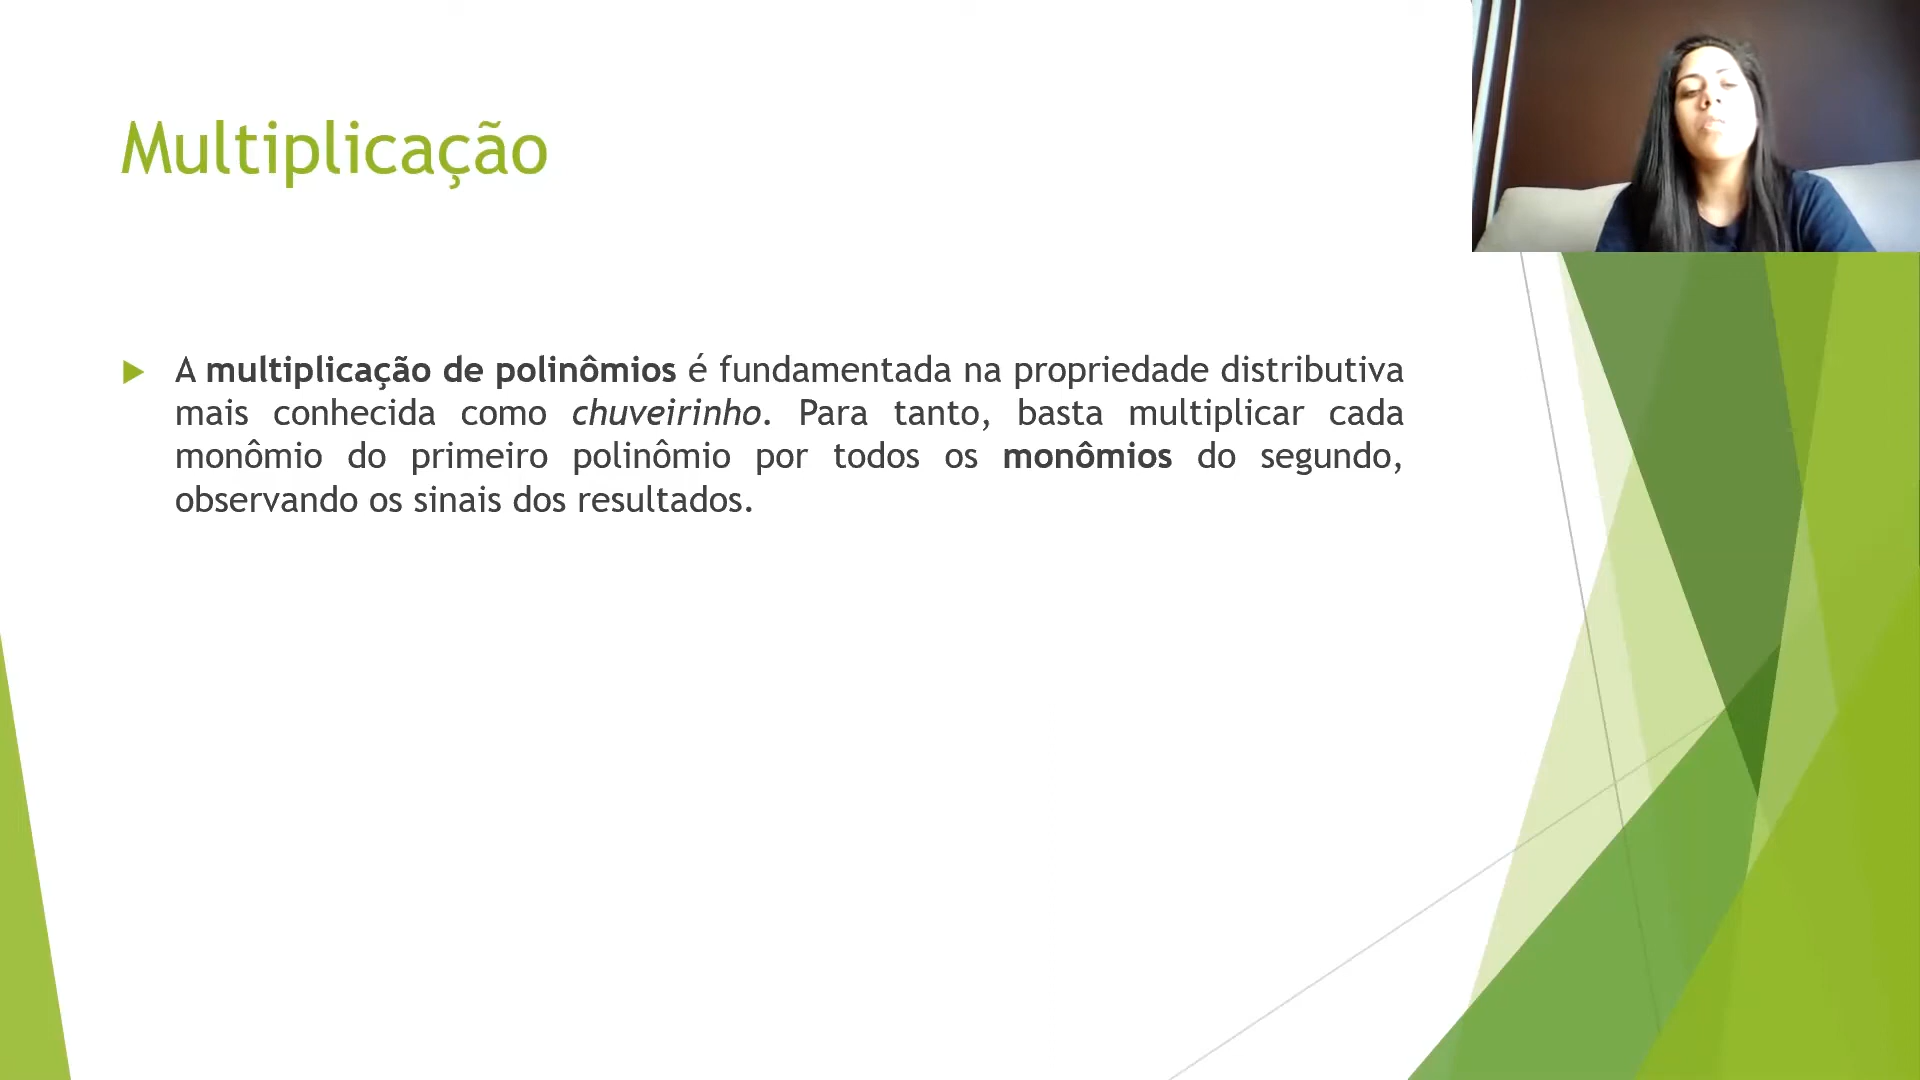 Multiplicação
A multiplicação de polinômios é fundamentada na propriedade distributiva
mais conhecida como chuveirinho. Para tanto, basta multiplicar cada
monômio do primeiro polinômio por todos os monômios do segundo,
observando os sinais dos resultados.